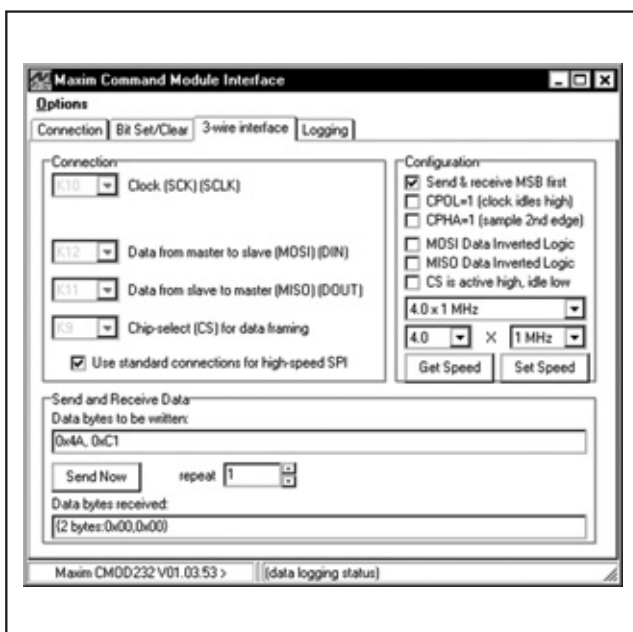 Maxim Command Module Interface
Options
Connection
Bit Set/Clear
3-wire interface
Logging
Connection
K10
Clock (SCK) (SCLK)
K12
Data from master to slave (MOSI) (DIN)
K11
Data from slave to master (MISO) (DOUT)
K9
Chip-select (CS) for data framing
Use standard connections for high-speed SPI
Configuration
Send & receive MSB first
CPOL=1 (clock idles high)
CPHA=1 (sample 2nd edge)
MOSI Data Inverted Logic
MISO Data Inverted Logic
CS is active high, idle low
4.0 x 1 MHz
4.0 X 1 MHz
Get Speed
Set Speed
Send and Receive Data
Data bytes to be written:
0x4A, 0xC1
Send Now
repeat 1
Data bytes received:
{2 bytes:0x00,0x00}
Maxim CMOD232 V01.03.53 >
(data logging status)